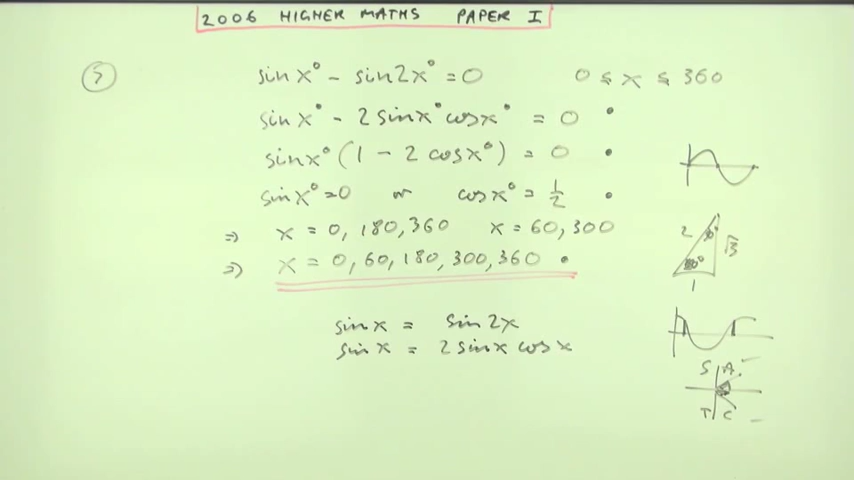 2006 HIGHER MATHS PAPER I
5 sin x° - sin 2x° = 0 0 ≤ x ≤ 360
sin x° - 2 sin x° cos x° = 0 •
sin x° (1 - 2 cos x°) = 0 •
sin x° = 0 or cos x° = 1/2 •
⇒ x = 0, 180, 360 x = 60, 300
⇒ x = 0, 60, 180, 300, 360 •
sin x = sin 2x
sin x = 2 sin x cos x
2 √3
1
S A
T C